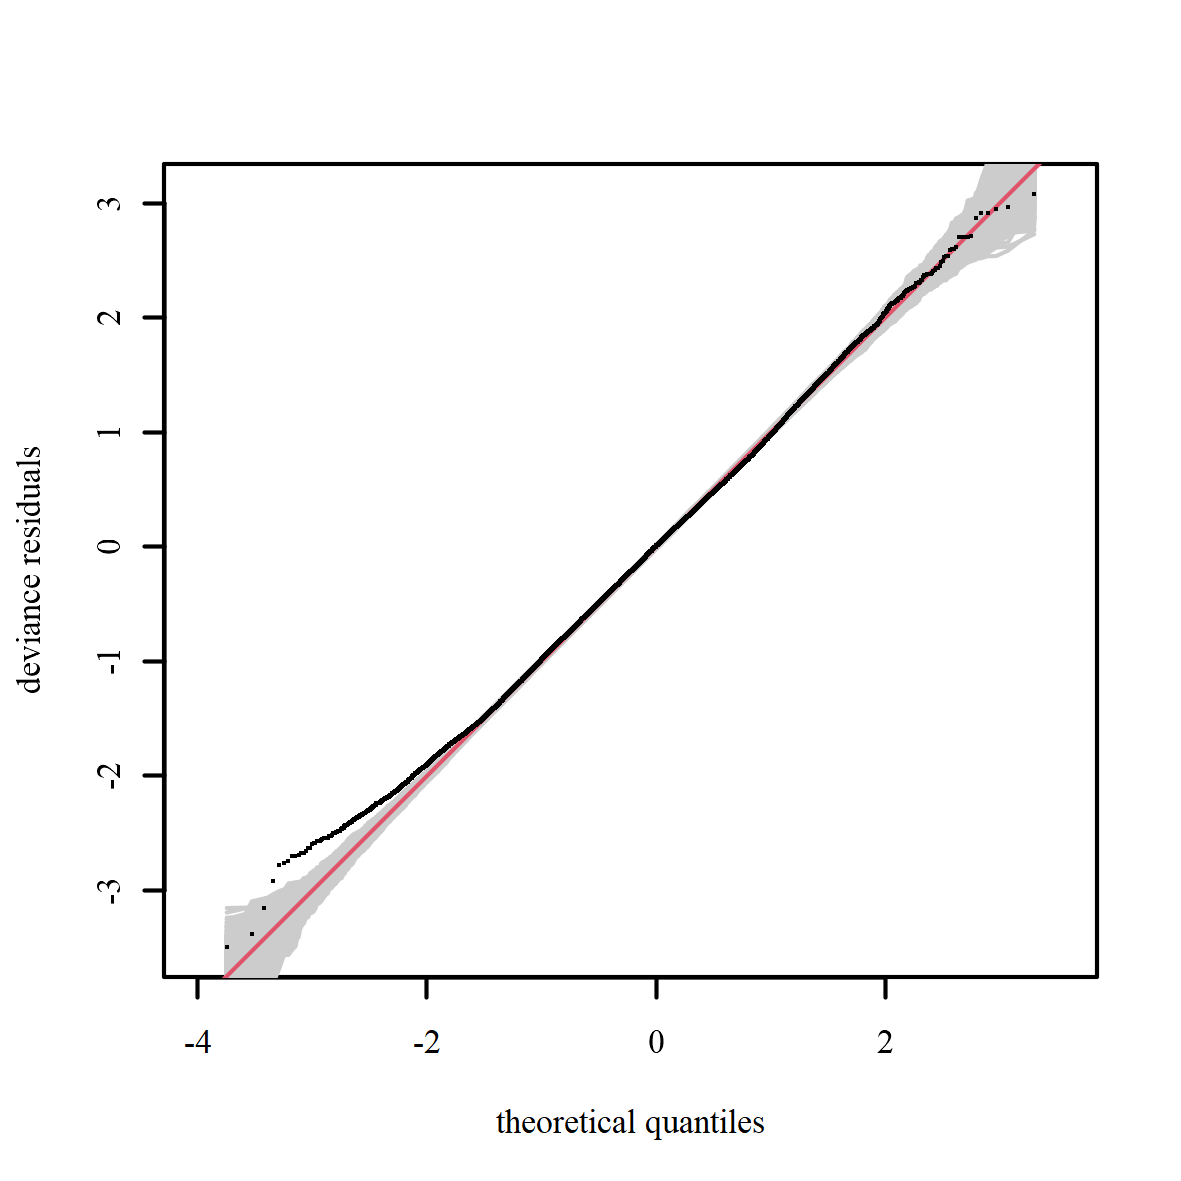 3
2
1
0
-1
-2
-3
deviance residuals
-4 -2 0 2
theoretical quantiles